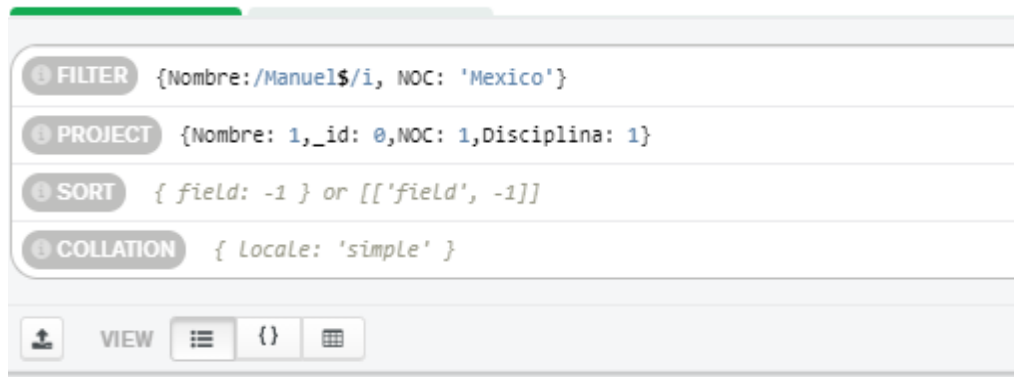 FILTER {Nombre:/Manuel$/i, NOC: 'Mexico'}
PROJECT {Nombre: 1,_id: 0,NOC: 1,Disciplina: 1}
SORT { field: -1 } or [['field', -1]]
COLLATION { locale: 'simple' }
VIEW {}